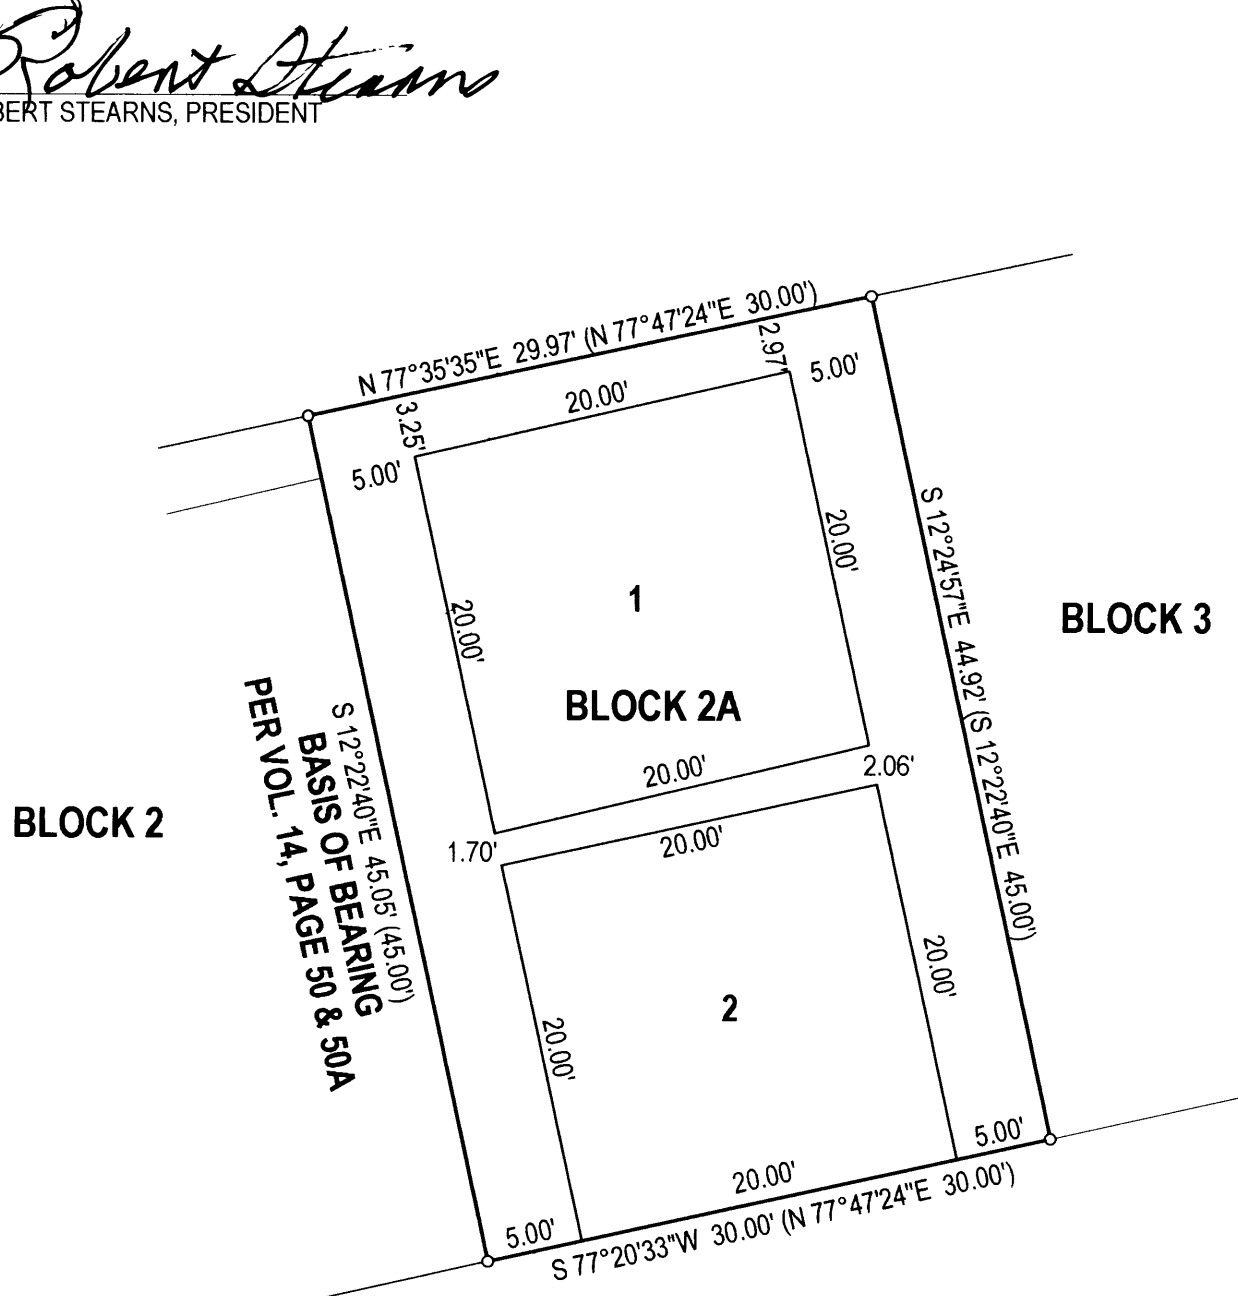 Robert Stearns
BERT STEARNS, PRESIDENT
N 77°35'35"E 29.97' (N 77°47'24"E 30.00')
3.25'
20.00'
2.97'
5.00'
5.00'
20.00'
20.00'
1
BLOCK 2A
20.00'
S 12°24'57"E 44.92' (S 12°22'40"E 45.00')
BLOCK 3
S 12°22'40"E 45.05' (45.00')
BASIS OF BEARING
PER VOL. 14, PAGE 50 & 50A
BLOCK 2
2.06'
1.70'
20.00'
20.00'
20.00'
2
20.00'
5.00'
5.00'
S 77°20'33"W 30.00' (N 77°47'24"E 30.00')